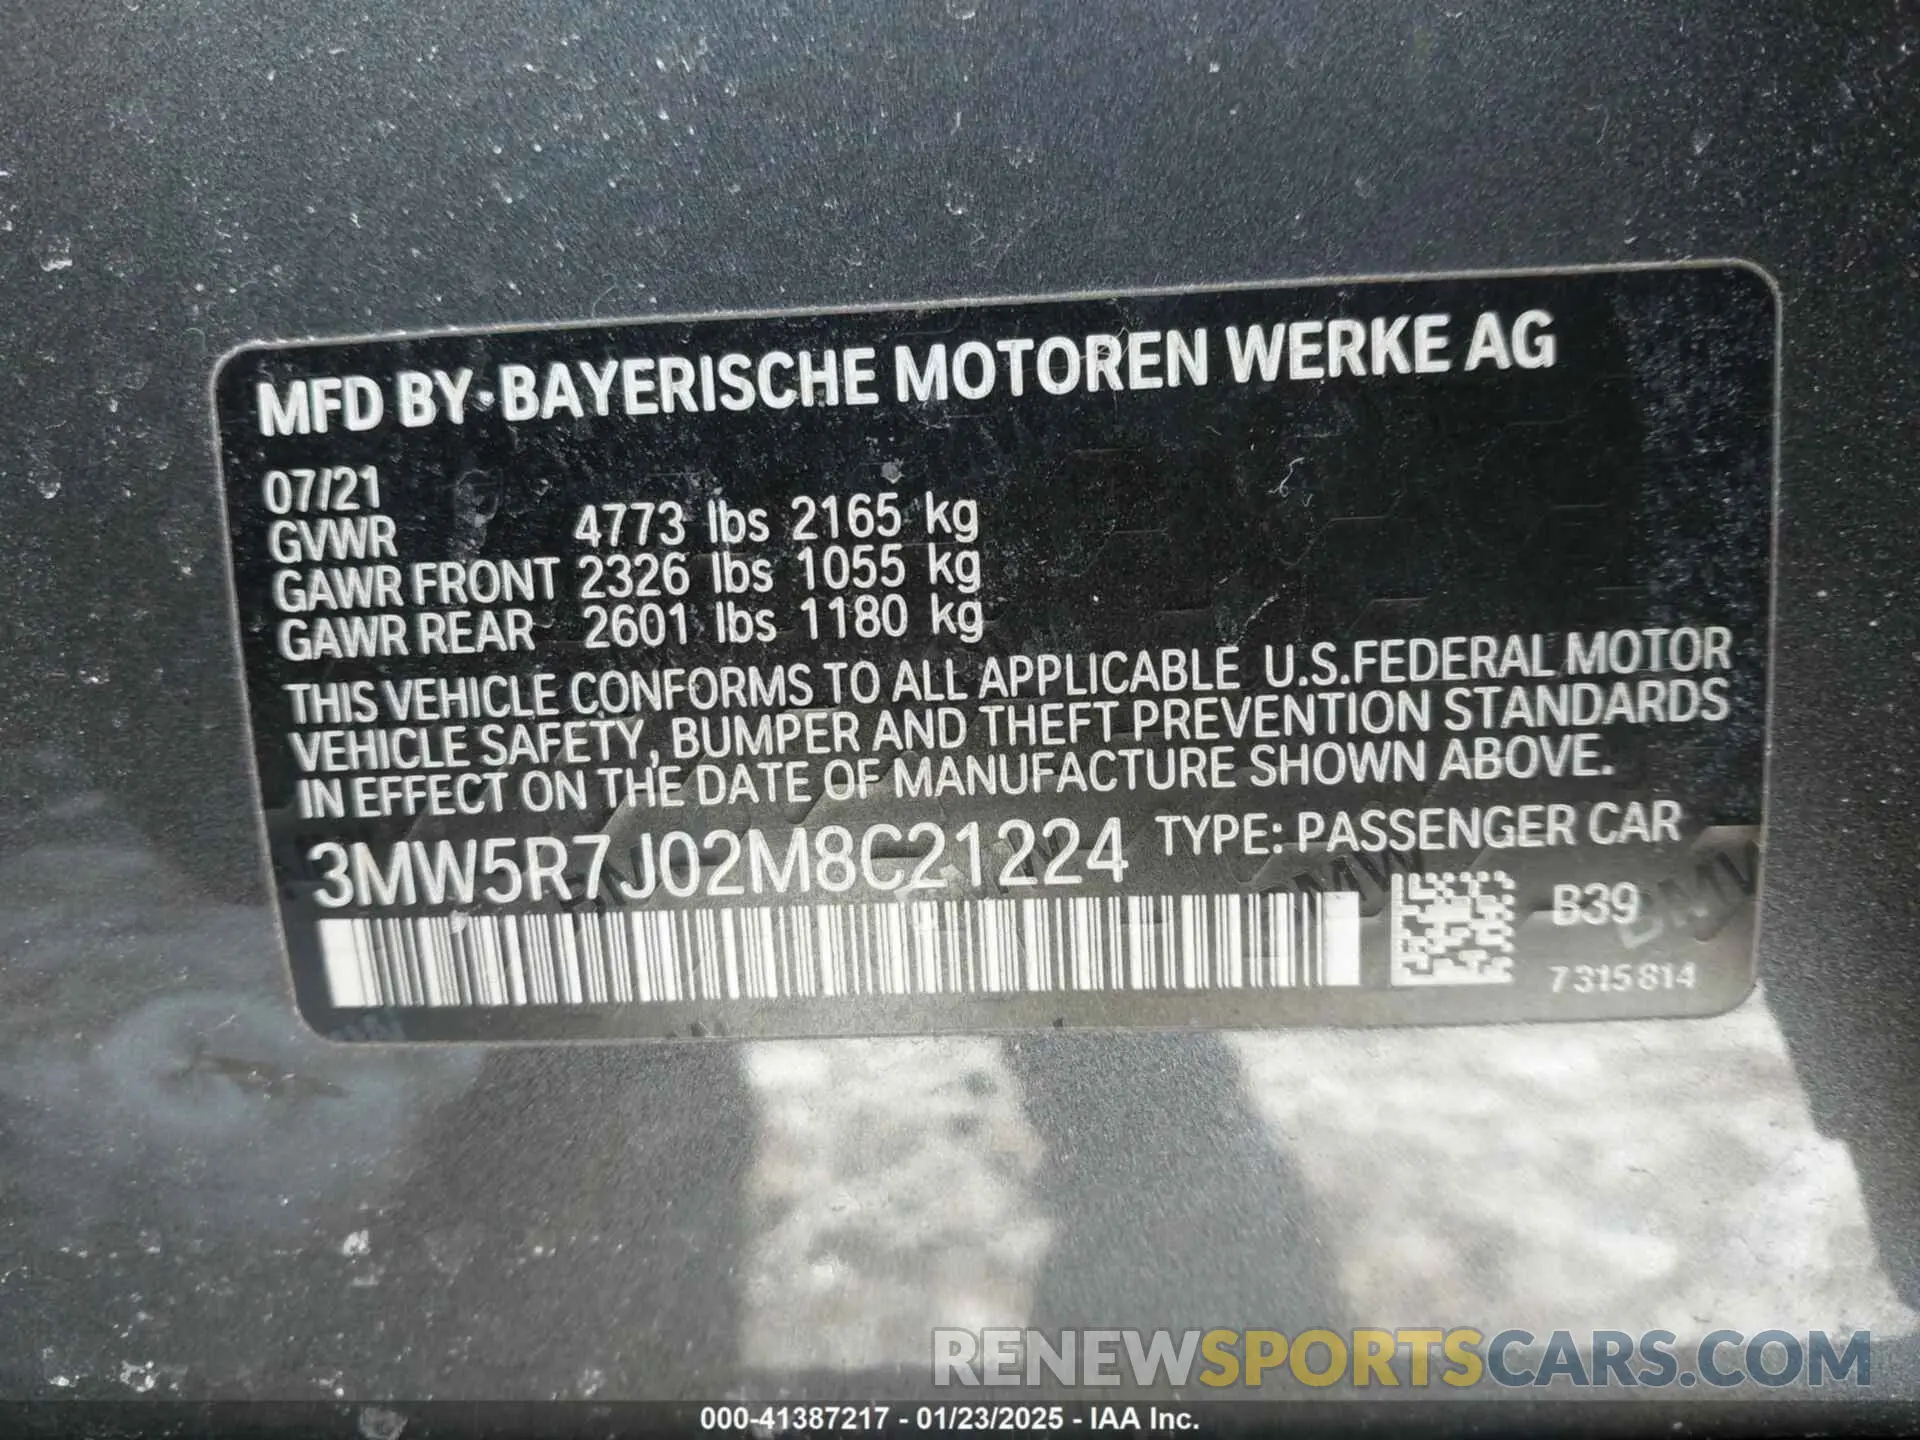 MFD BY•BAYERISCHE MOTOREN WERKE AG
07/21
GVWR 4773 lbs 2165 kg
GAWR FRONT 2326 lbs 1055 kg
GAWR REAR 2601 lbs 1180 kg
THIS VEHICLE CONFORMS TO ALL APPLICABLE U.S.FEDERAL MOTOR
VEHICLE SAFETY, BUMPER AND THEFT PREVENTION STANDARDS
IN EFFECT ON THE DATE OF MANUFACTURE SHOWN ABOVE.
3MW5R7J02M8C21224 TYPE: PASSENGER CAR
B39
7315814
RENEWSPORTSCARS.COM
000-41387217 - 01/23/2025 - IAA Inc.